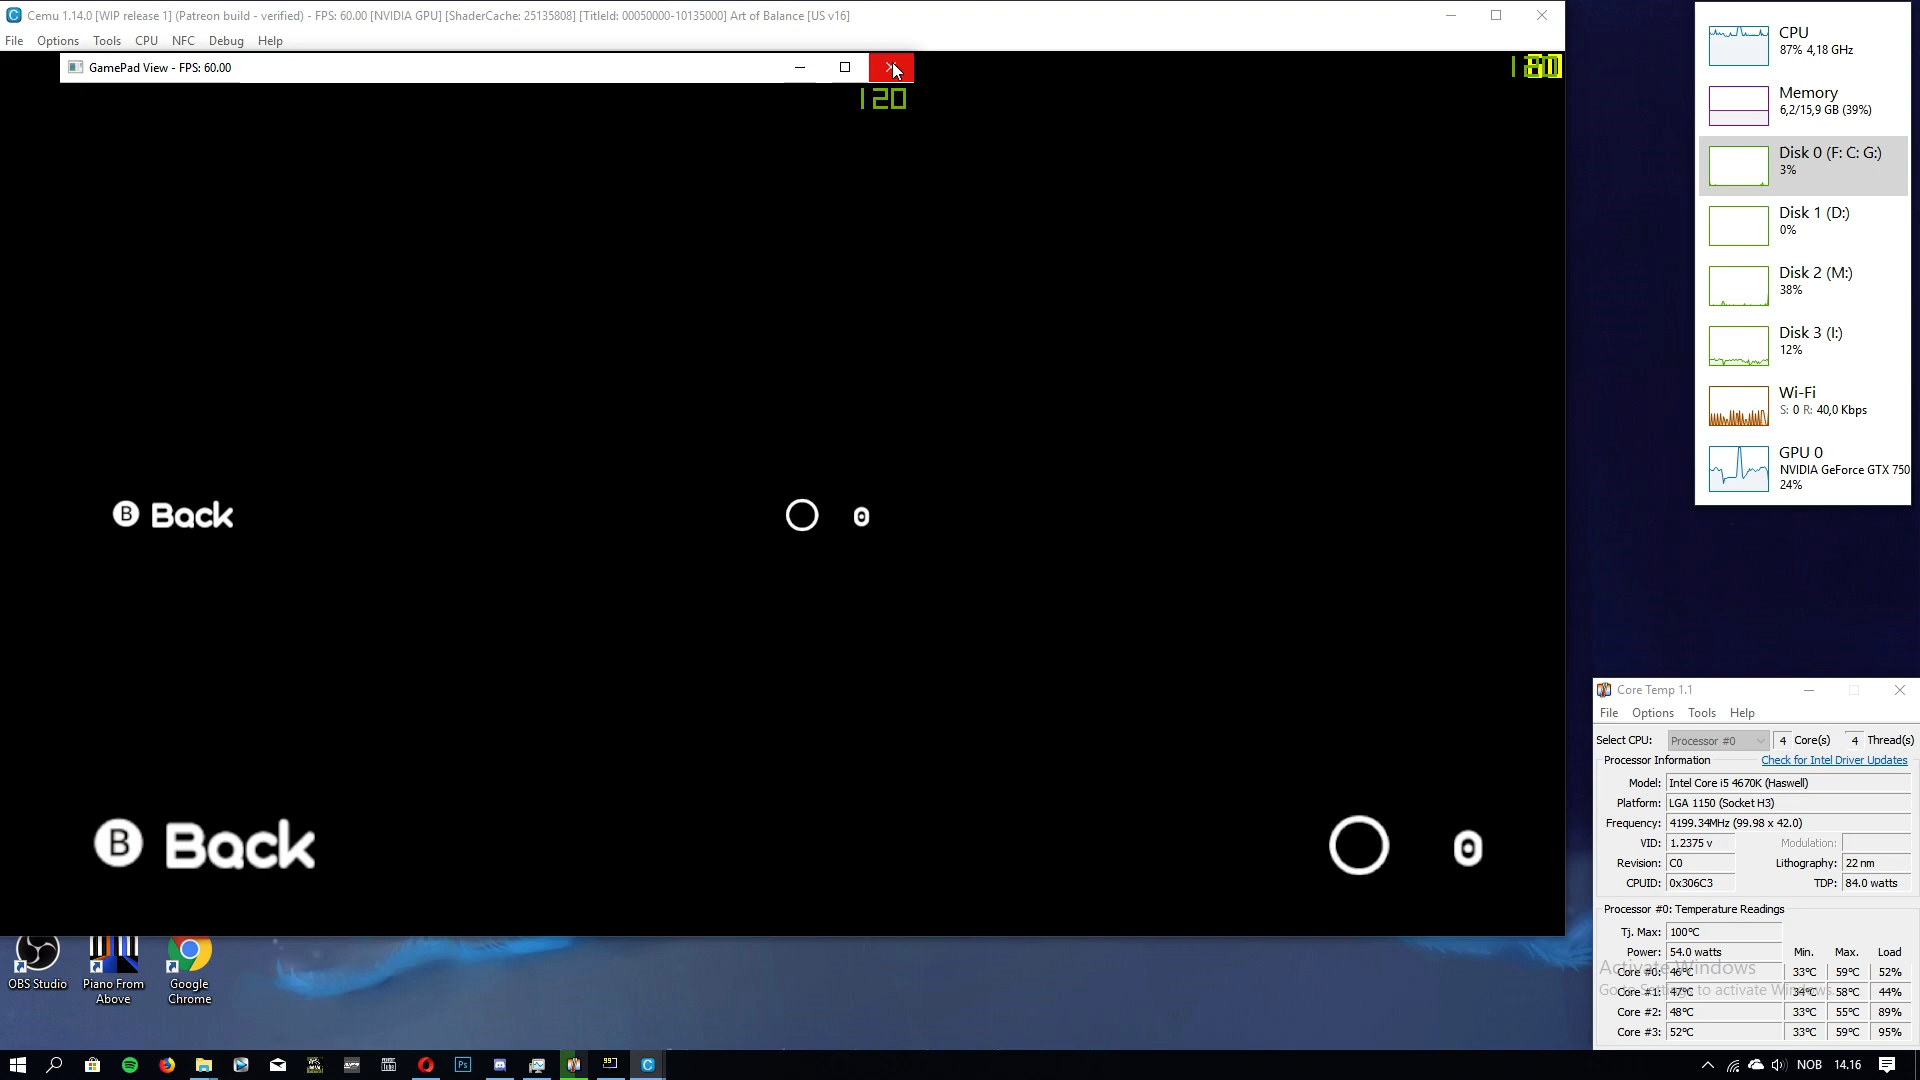 Cemu 1.14.0 [WIP release 1] (Patreon build - verified) - FPS: 60.00 [NVIDIA GPU] [ShaderCache: 25135808] [TitleId: 00050000-10135000] Art of Balance [US v16]
File Options Tools CPU NFC Debug Help
GamePad View - FPS: 60.00
120
B Back
0
B Back
0
CPU
87% 4,18 GHz
Memory
6,2/15,9 GB (39%)
Disk 0 (F: C: G:)
3%
Disk 1 (D:)
0%
Disk 2 (M:)
38%
Disk 3 (I:)
12%
Wi-Fi
S: 0 R: 40,0 Kbps
GPU 0
NVIDIA GeForce GTX 750
24%
Core Temp 1.1
File Options Tools Help
Select CPU: Processor #0 4 Core(s) 4 Thread(s)
Processor Information Check for Intel Driver Updates
Model: Intel Core i5 4670K (Haswell)
Platform: LGA 1150 (Socket H3)
Frequency: 4199.34MHz (99.98 x 42.0)
VID: 1.2375 v Modulation:
Revision: C0 Lithography: 22 nm
CPUID: 0x306C3 TDP: 84.0 watts
Processor #0: Temperature Readings
Tj. Max: 100°C
Power: 54.0 watts Min. Max. Load
Core #0: 46°C 33°C 59°C 52%
Core #1: 47°C 34°C 58°C 44%
Core #2: 48°C 33°C 55°C 89%
Core #3: 52°C 33°C 59°C 95%
Activate Windows
Go to Settings to activate Windows.
OBS Studio
Piano From Above
Google Chrome
Ps
99
NOB 14.16